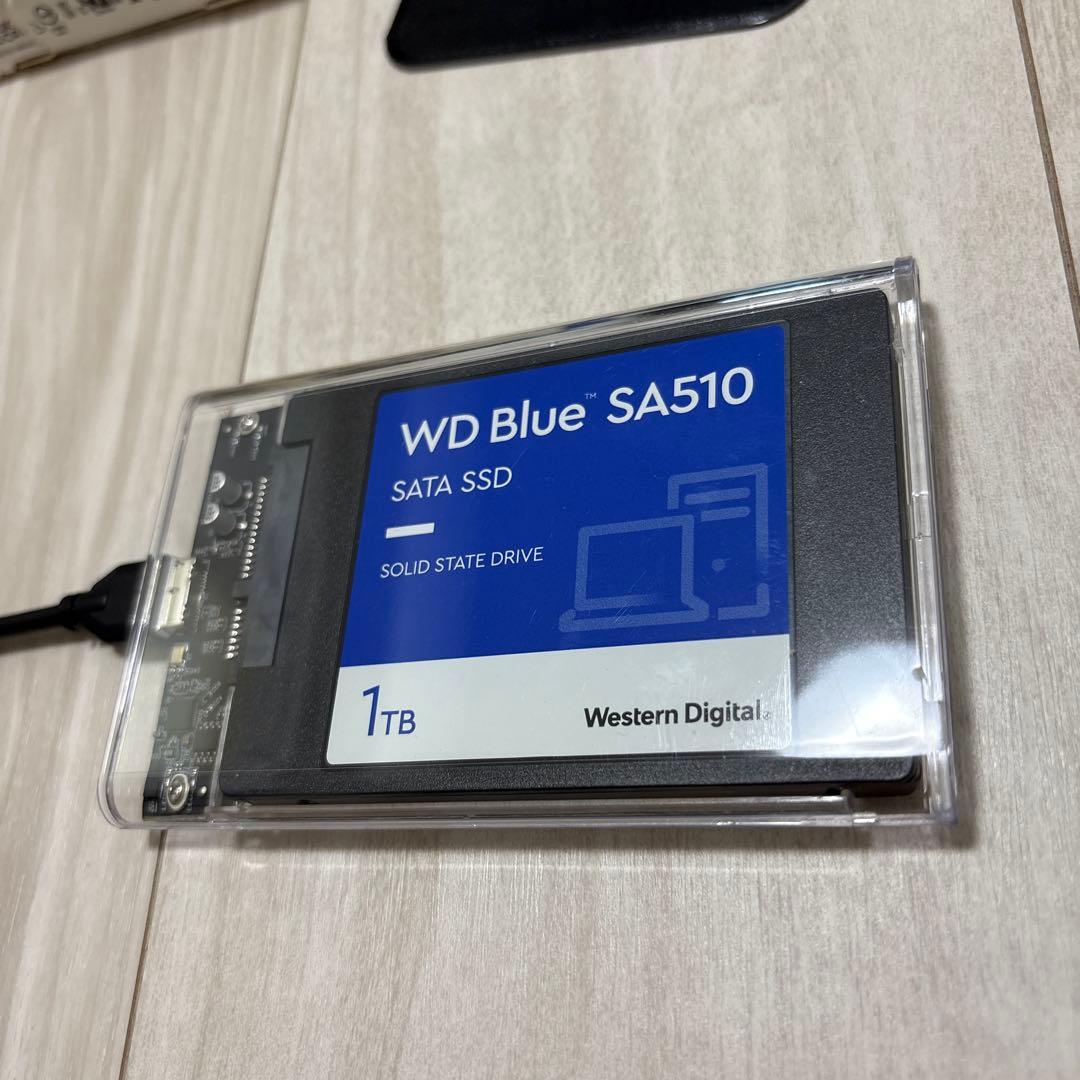 WD Blue™ SA510
SATA SSD
SOLID STATE DRIVE
1TB
Western Digital®